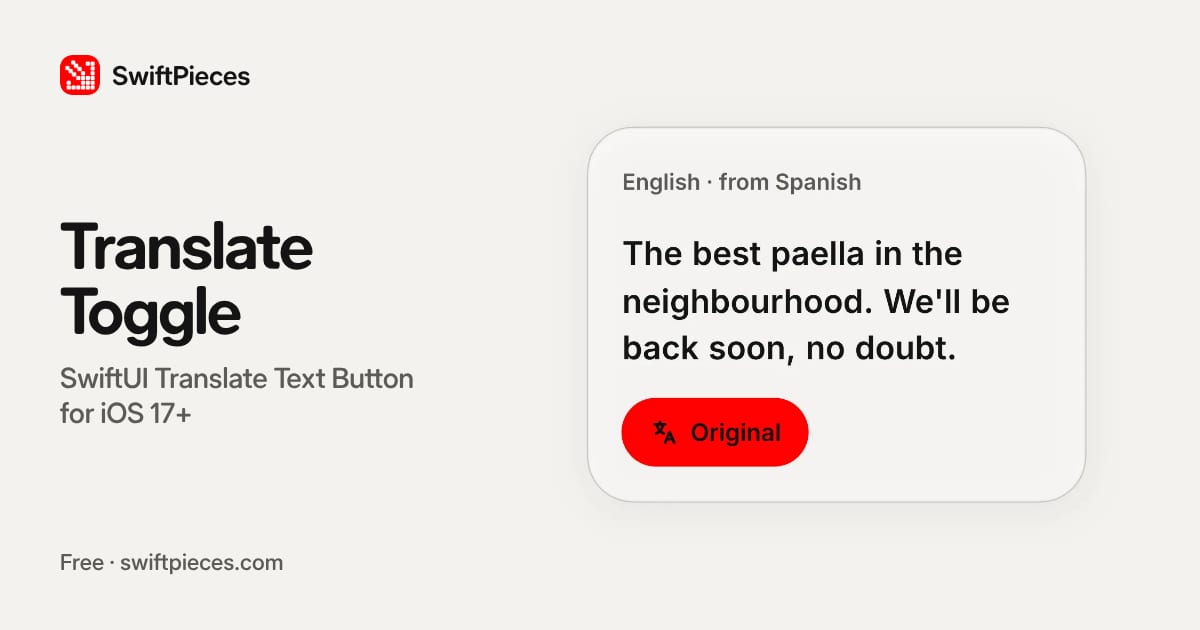 SwiftPieces
Translate
Toggle
SwiftUI Translate Text Button
for iOS 17+
Free · swiftpieces.com
English · from Spanish
The best paella in the
neighbourhood. We'll be
back soon, no doubt.
Original